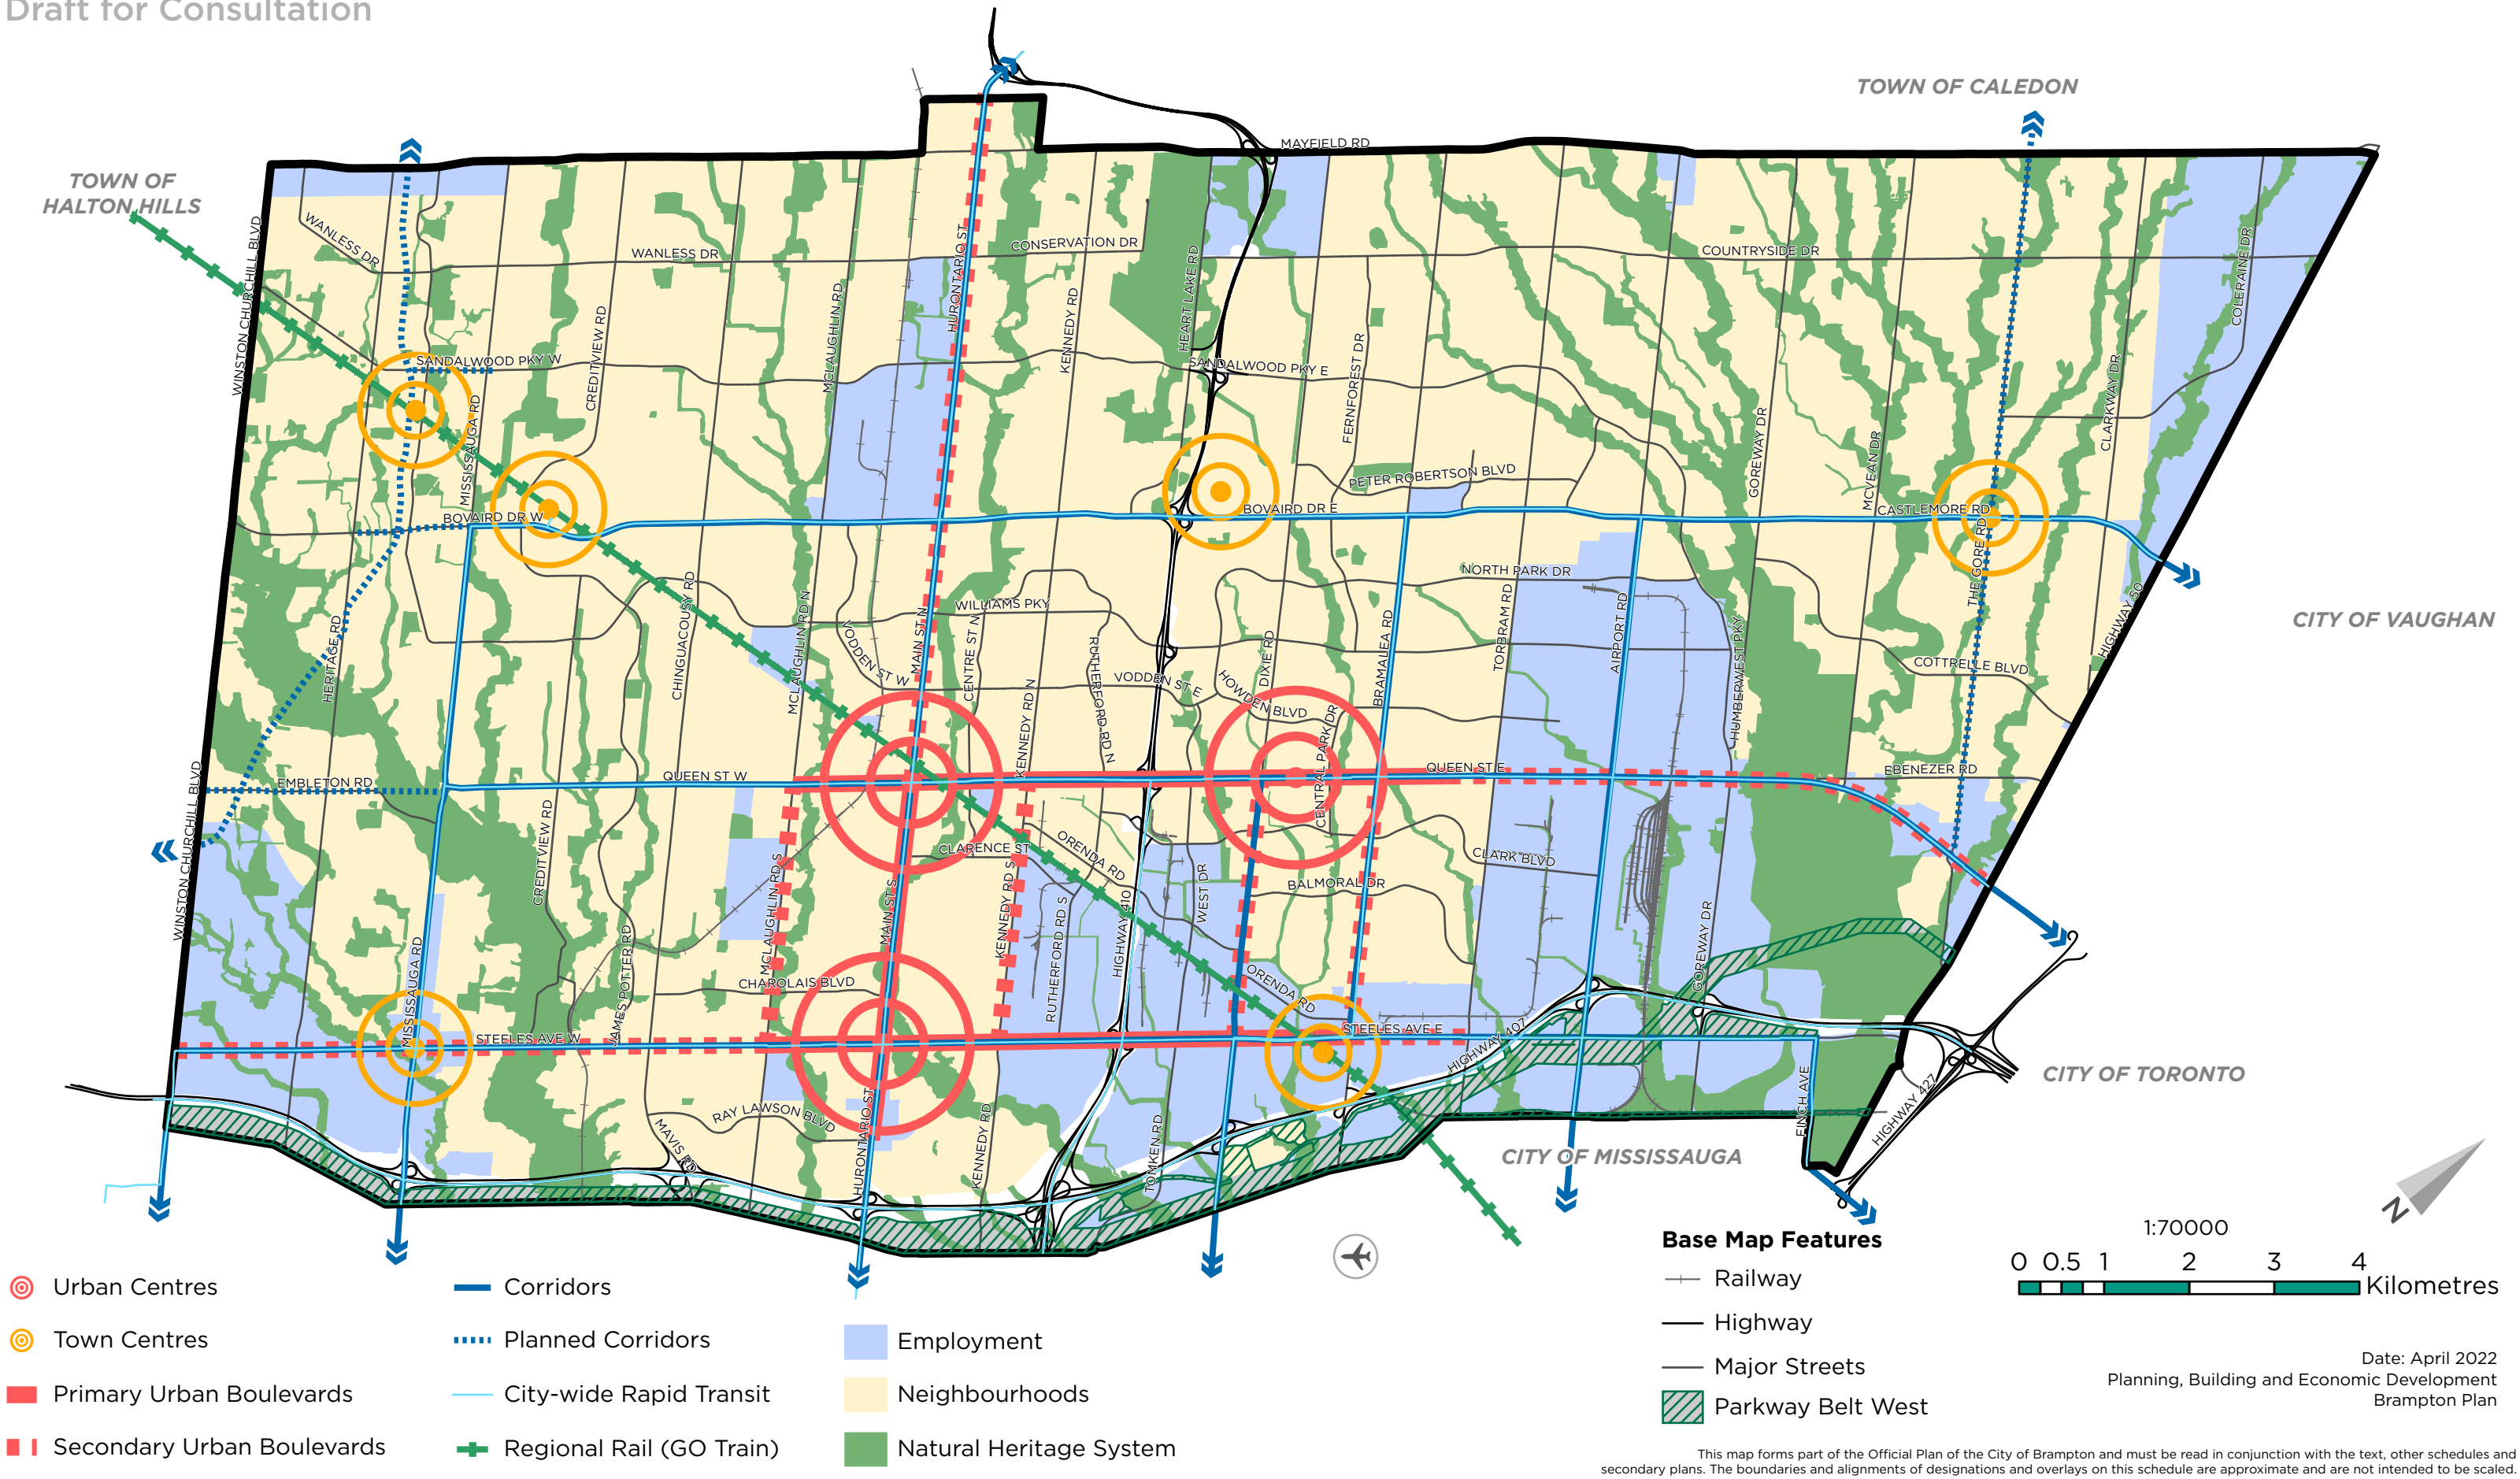 Draft for Consultation
TOWN OF CALEDON
MAYFIELD RD
TOWN OF
HALTON HILLS
WINSTON CHURCHILL BLVD
WANLESS DR
WANLESS DR
HURONTARIO ST
CONSERVATION DR
HEART LAKE RD
COUNTRYSIDE DR
COLERAINE DR
CREDITVIEW RD
MCLAUGHLIN RD
KENNEDY RD
SANDALWOOD PKY W
SANDALWOOD PKY E
FERNFOREST DR
GOREWAY DR
MCVEAN DR
CLARKWAY DR
MISSISSAUGA RD
PETER ROBERTSON BLVD
BOVAIRD DR W
BOVAIRD DR E
CASTLEMORE RD
THE GORE RD
NORTH PARK DR
HIGHWAY 50
CITY OF VAUGHAN
HERITAGE RD
CHINGUACOUSY RD
MCLAUGHLIN RD N
VODDEN ST W
MAIN ST N
WILLIAMS PKY
CENTRE ST N
RUTHERFORD RD N
VODDEN ST E
HOWDEN BLVD
DIXIE RD
BRAMALEA RD
TORBRAM RD
AIRPORT RD
HUMBERWEST PKY
COTTRELLE BLVD
KENNEDY RD N
CENTRAL PARK DR
EMBLETON RD
QUEEN ST W
QUEEN ST E
EBENEZER RD
WINSTON CHURCHILL BLVD
CREDITVIEW RD
MCLAUGHLIN RD S
MAIN ST S
CLARENCE ST
KENNEDY RD S
ORENDA RD
RUTHERFORD RD S
HIGHWAY 410
WEST DR
BALMORAL DR
CLARK BLVD
GOREWAY DR
MISSISSAUGA RD
JAMES POTTER RD
CHAROLAIS BLVD
ORENDA RD
STEELES AVE W
STEELES AVE E
HIGHWAY 407
CITY OF TORONTO
FINCH AVE
HIGHWAY 427
MAVIS RD
RAY LAWSON BLVD
HURONTARIO ST
KENNEDY RD
TOMKEN RD
CITY OF MISSISSAUGA
N
Urban Centres
Town Centres
Primary Urban Boulevards
Secondary Urban Boulevards
Corridors
Planned Corridors
City-wide Rapid Transit
Regional Rail (GO Train)
Employment
Neighbourhoods
Natural Heritage System
Base Map Features
Railway
Highway
Major Streets
Parkway Belt West
1:70000
0 0.5 1 2 3 4
Kilometres
Date: April 2022
Planning, Building and Economic Development
Brampton Plan
This map forms part of the Official Plan of the City of Brampton and must be read in conjunction with the text, other schedules and
secondary plans. The boundaries and alignments of designations and overlays on this schedule are approximate and are not intended to be scaled.